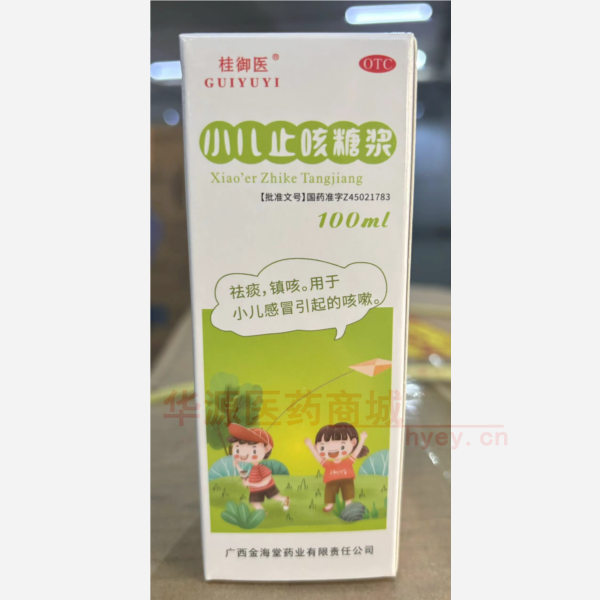 桂御医®
GUIYUYI
OTC
小儿止咳糖浆
Xiao'er Zhike Tangjiang
【批准文号】国药准字Z45021783
100ml
祛痰，镇咳。用于
小儿感冒引起的咳嗽。
华源医药商城
hyey.cn
广西金海堂药业有限责任公司